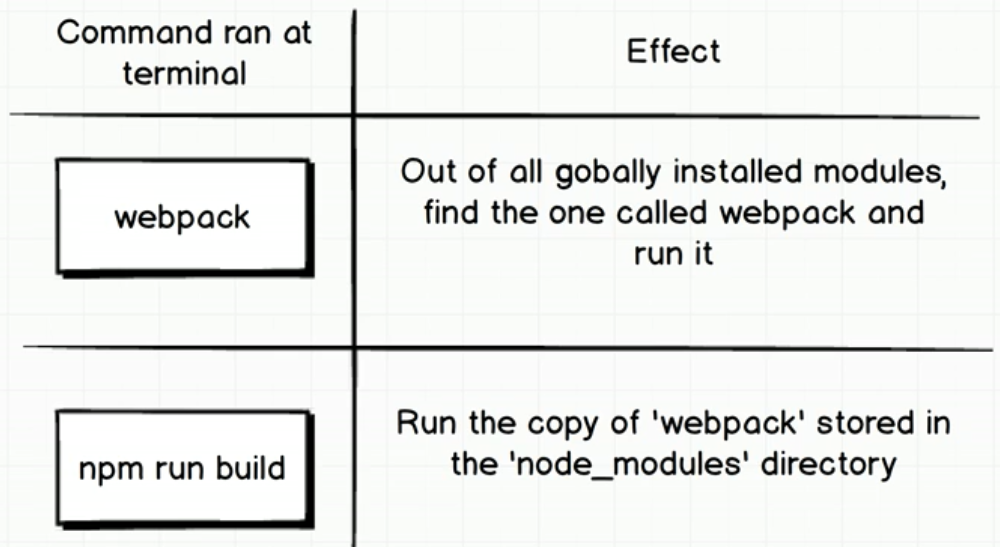 Command ran at
terminal
Effect
webpack
Out of all gobally installed modules,
find the one called webpack and
run it
npm run build
Run the copy of 'webpack' stored in
the 'node_modules' directory